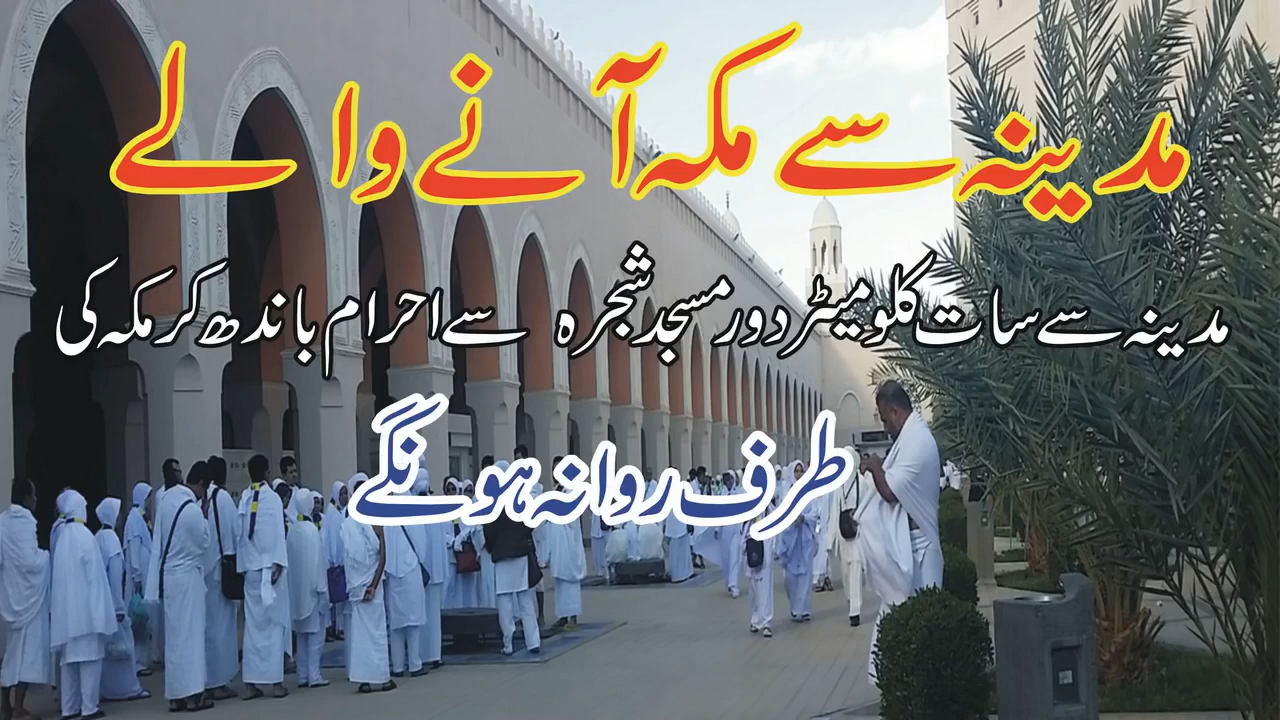 مدینہ سے مکہ آنے والے
مدینہ سے سات کلومیٹر دور مسجد شجرہ سے احرام باندھ کر مکہ کی
طرف روانہ ہونگے